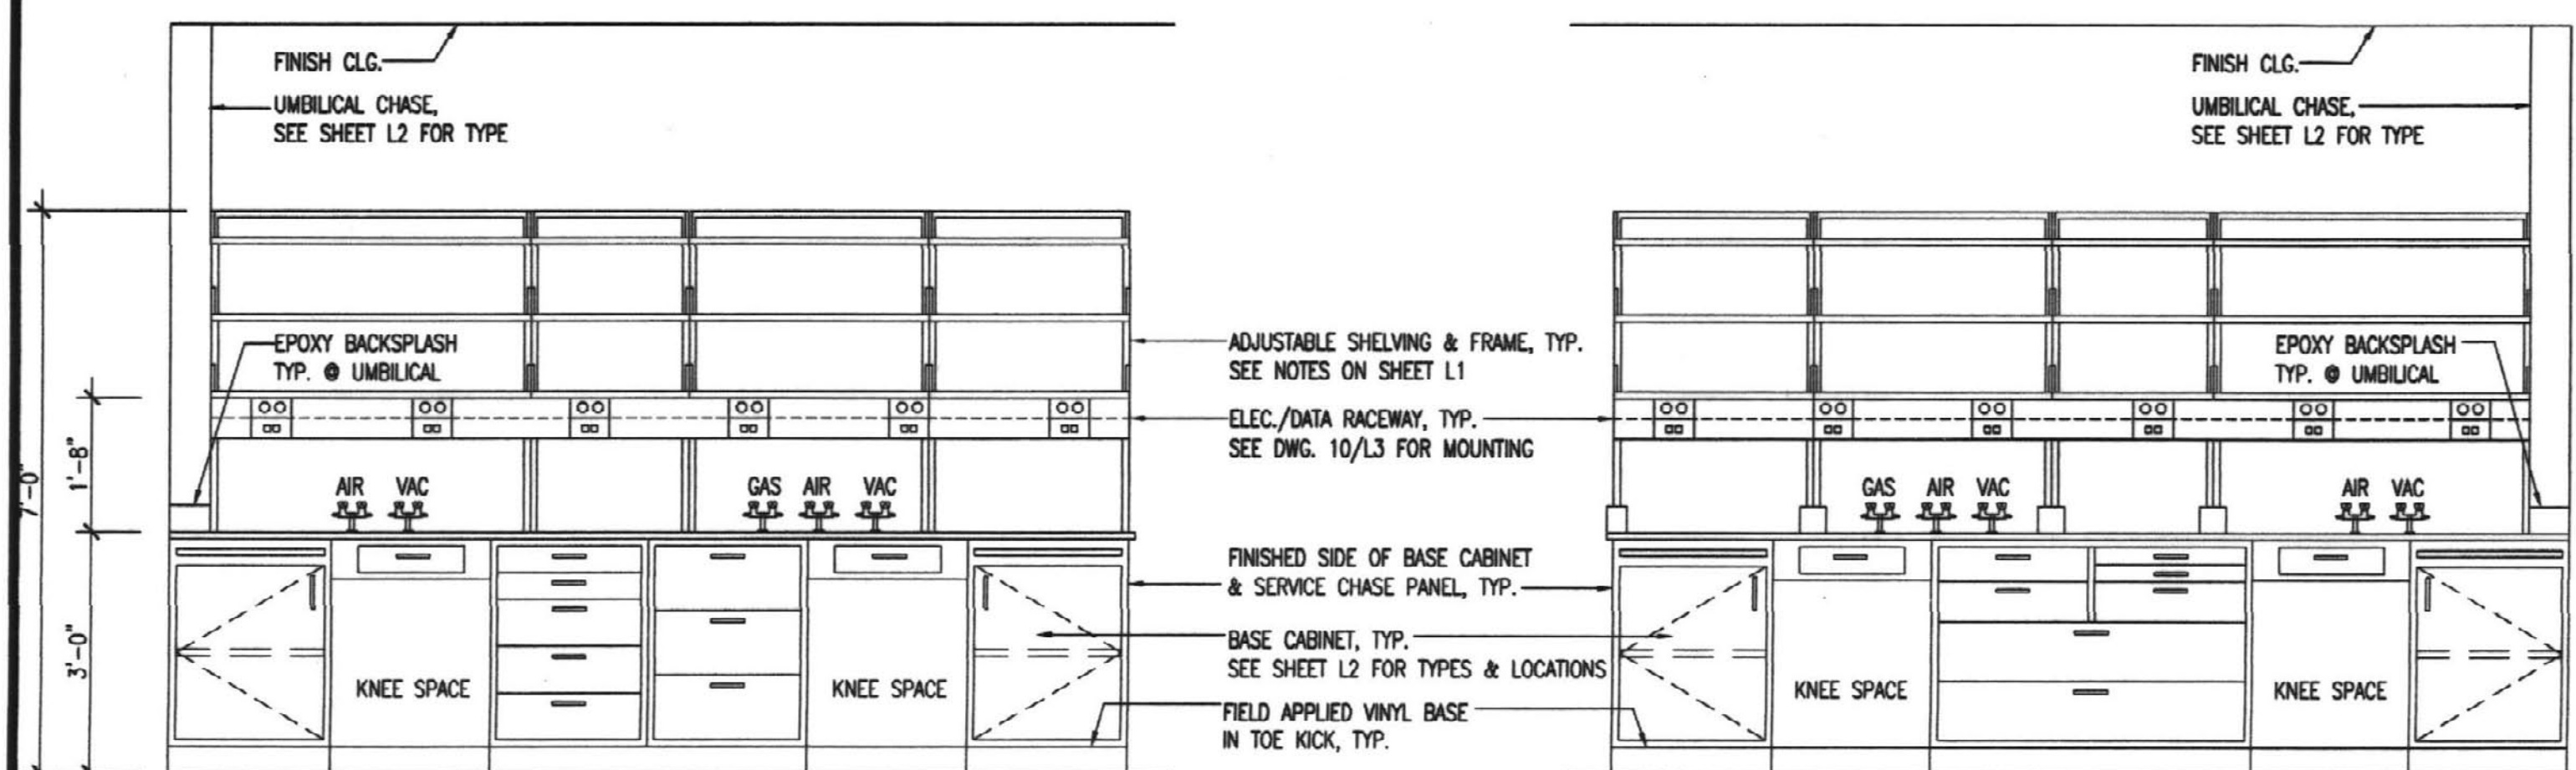 FINISH CLG.
UMBILICAL CHASE,
SEE SHEET L2 FOR TYPE
FINISH CLG.
UMBILICAL CHASE,
SEE SHEET L2 FOR TYPE
EPOXY BACKSPLASH
TYP. @ UMBILICAL
ADJUSTABLE SHELVING & FRAME, TYP.
SEE NOTES ON SHEET L1
EPOXY BACKSPLASH
TYP. @ UMBILICAL
ELEC./DATA RACEWAY, TYP.
SEE DWG. 10/L3 FOR MOUNTING
7'-0"
1'-8"
AIR VAC
GAS AIR VAC
GAS AIR VAC
AIR VAC
FINISHED SIDE OF BASE CABINET
& SERVICE CHASE PANEL, TYP.
3'-0"
BASE CABINET, TYP.
SEE SHEET L2 FOR TYPES & LOCATIONS
KNEE SPACE
KNEE SPACE
KNEE SPACE
KNEE SPACE
FIELD APPLIED VINYL BASE
IN TOE KICK, TYP.